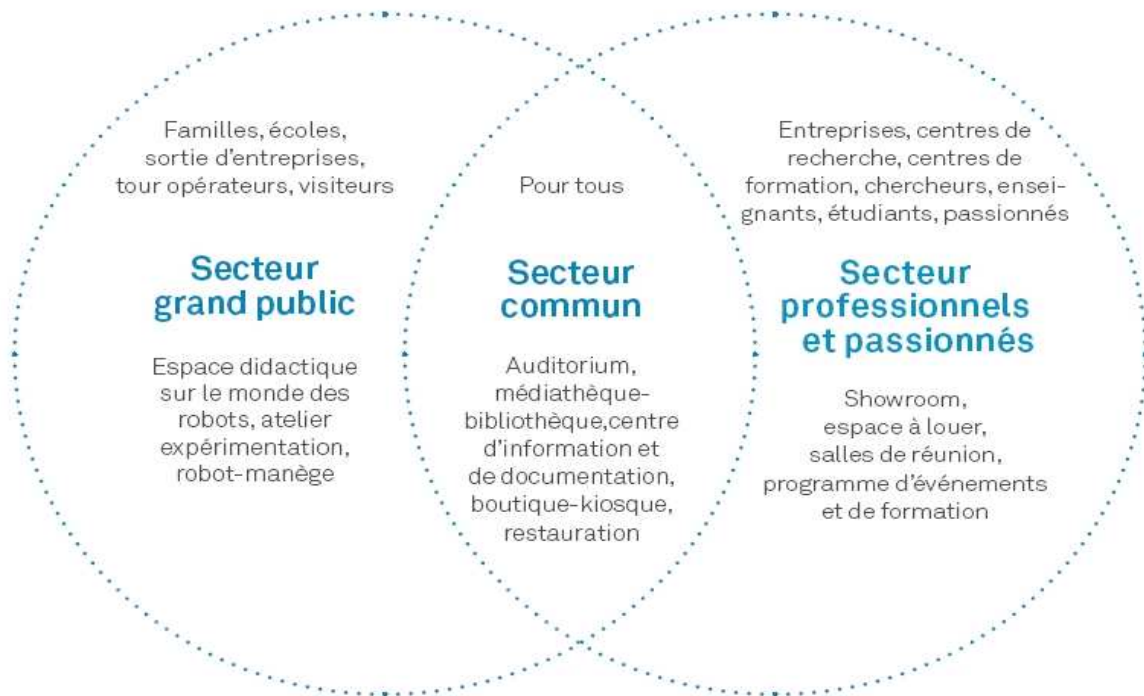 Familles, écoles,
sortie d'entreprises,
tour opérateurs, visiteurs
Secteur
grand public
Espace didactique
sur le monde des
robots, atelier
expérimentation,
robot-manège
Pour tous
Secteur
commun
Auditorium,
médiathèque-
bibliothèque,centre
d'information et
de documentation,
boutique-kiosque,
restauration
Entreprises, centres de
recherche, centres de
formation, chercheurs, ensei-
gnants, étudiants, passionnés
Secteur
professionnels
et passionnés
Showroom,
espace à louer,
salles de réunion,
programme d'événements
et de formation